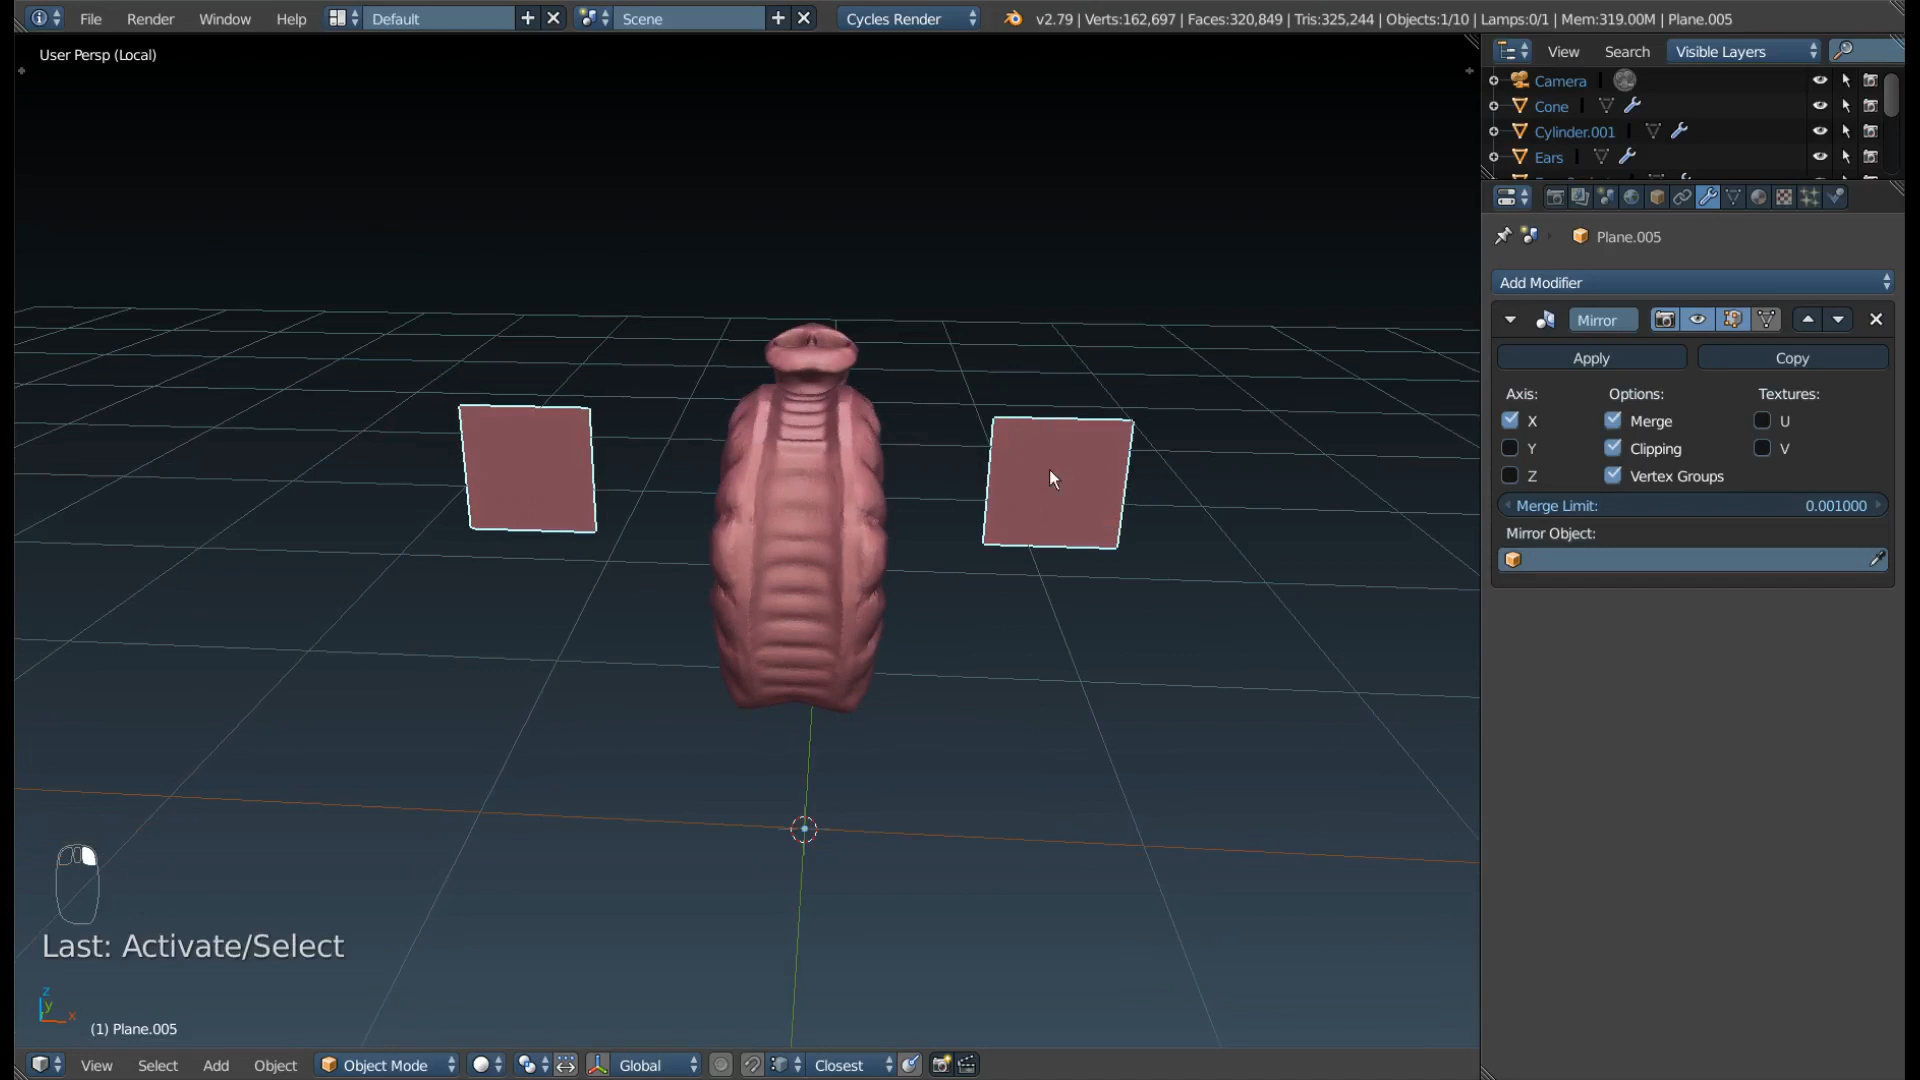 File Render Window Help Default Scene Cycles Render v2.79 | Verts:162,697 | Faces:320,849 | Tris:325,244 | Objects:1/10 | Lamps:0/1 | Mem:319.00M | Plane.005
User Persp (Local)
View Search Visible Layers
Camera
Cone
Cylinder.001
Ears
Plane.005
Add Modifier
Mirror
Apply Copy
Axis: Options: Textures:
X Merge U
Y Clipping V
Z Vertex Groups
Merge Limit: 0.001000
Mirror Object:
Last: Activate/Select
z
y
x
(1) Plane.005
View Select Add Object Object Mode Global Closest